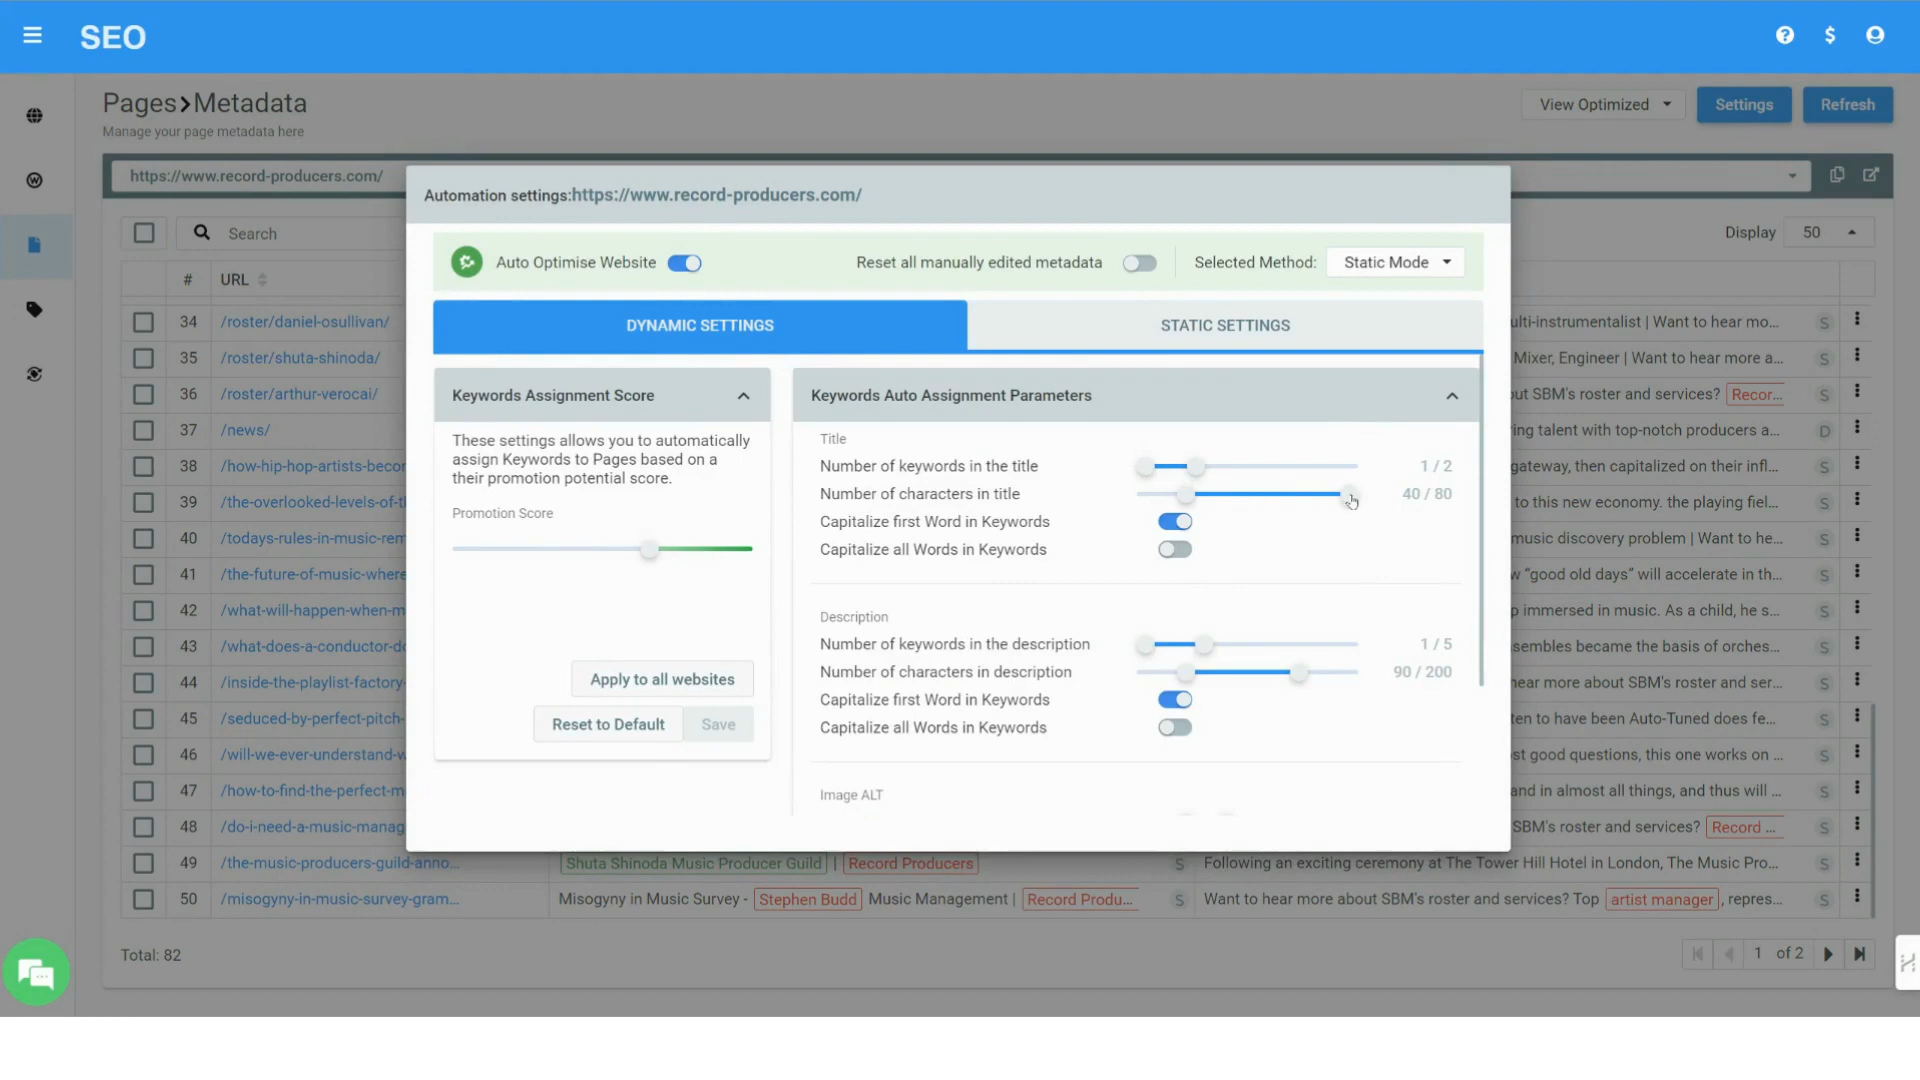 SEO
Pages>Metadata
Manage your page metadata here
View Optimized
Settings
Refresh
https://www.record-producers.com/
Automation settings:https://www.record-producers.com/
Search
Display 50
Auto Optimise Website
Reset all manually edited metadata
Selected Method: Static Mode
# URL
DYNAMIC SETTINGS
STATIC SETTINGS
Keywords Assignment Score
These settings allows you to automatically
assign Keywords to Pages based on a
their promotion potential score.
Promotion Score
Apply to all websites
Reset to Default
Save
Keywords Auto Assignment Parameters
Title
Number of keywords in the title 1 / 2
Number of characters in title 40 / 80
Capitalize first Word in Keywords
Capitalize all Words in Keywords
Description
Number of keywords in the description 1 / 5
Number of characters in description 90 / 200
Capitalize first Word in Keywords
Capitalize all Words in Keywords
Image ALT
34 /roster/daniel-osullivan/ ulti-instrumentalist | Want to hear mo... S
35 /roster/shuta-shinoda/ Mixer, Engineer | Want to hear more a... S
36 /roster/arthur-verocai/ out SBM's roster and services? Recor... S
37 /news/ ring talent with top-notch producers a... D
38 /how-hip-hop-artists-becor gateway, then capitalized on their infl... S
39 /the-overlooked-levels-of-t to this new economy. the playing fiel... S
40 /todays-rules-in-music-rem music discovery problem | Want to he... S
41 /the-future-of-music-where w “good old days” will accelerate in th... S
42 /what-will-happen-when-m p immersed in music. As a child, he s... S
43 /what-does-a-conductor-do sembles became the basis of orches... S
44 /inside-the-playlist-factory- hear more about SBM's roster and ser... S
45 /seduced-by-perfect-pitch- ten to have been Auto-Tuned does fe... S
46 /will-we-ever-understand-w st good questions, this one works on ... S
47 /how-to-find-the-perfect-m and in almost all things, and thus will ... S
48 /do-i-need-a-music-manag SBM's roster and services? Record ... S
49 /the-music-producers-guild-anno... Shuta Shinoda Music Producer Guild | Record Producers S Following an exciting ceremony at The Tower Hill Hotel in London, The Music Pro... S
50 /misogyny-in-music-survey-gram... Misogyny in Music Survey - Stephen Budd Music Management | Record Produ... S Want to hear more about SBM's roster and services? Top artist manager , repres... S
Total: 82
1 of 2